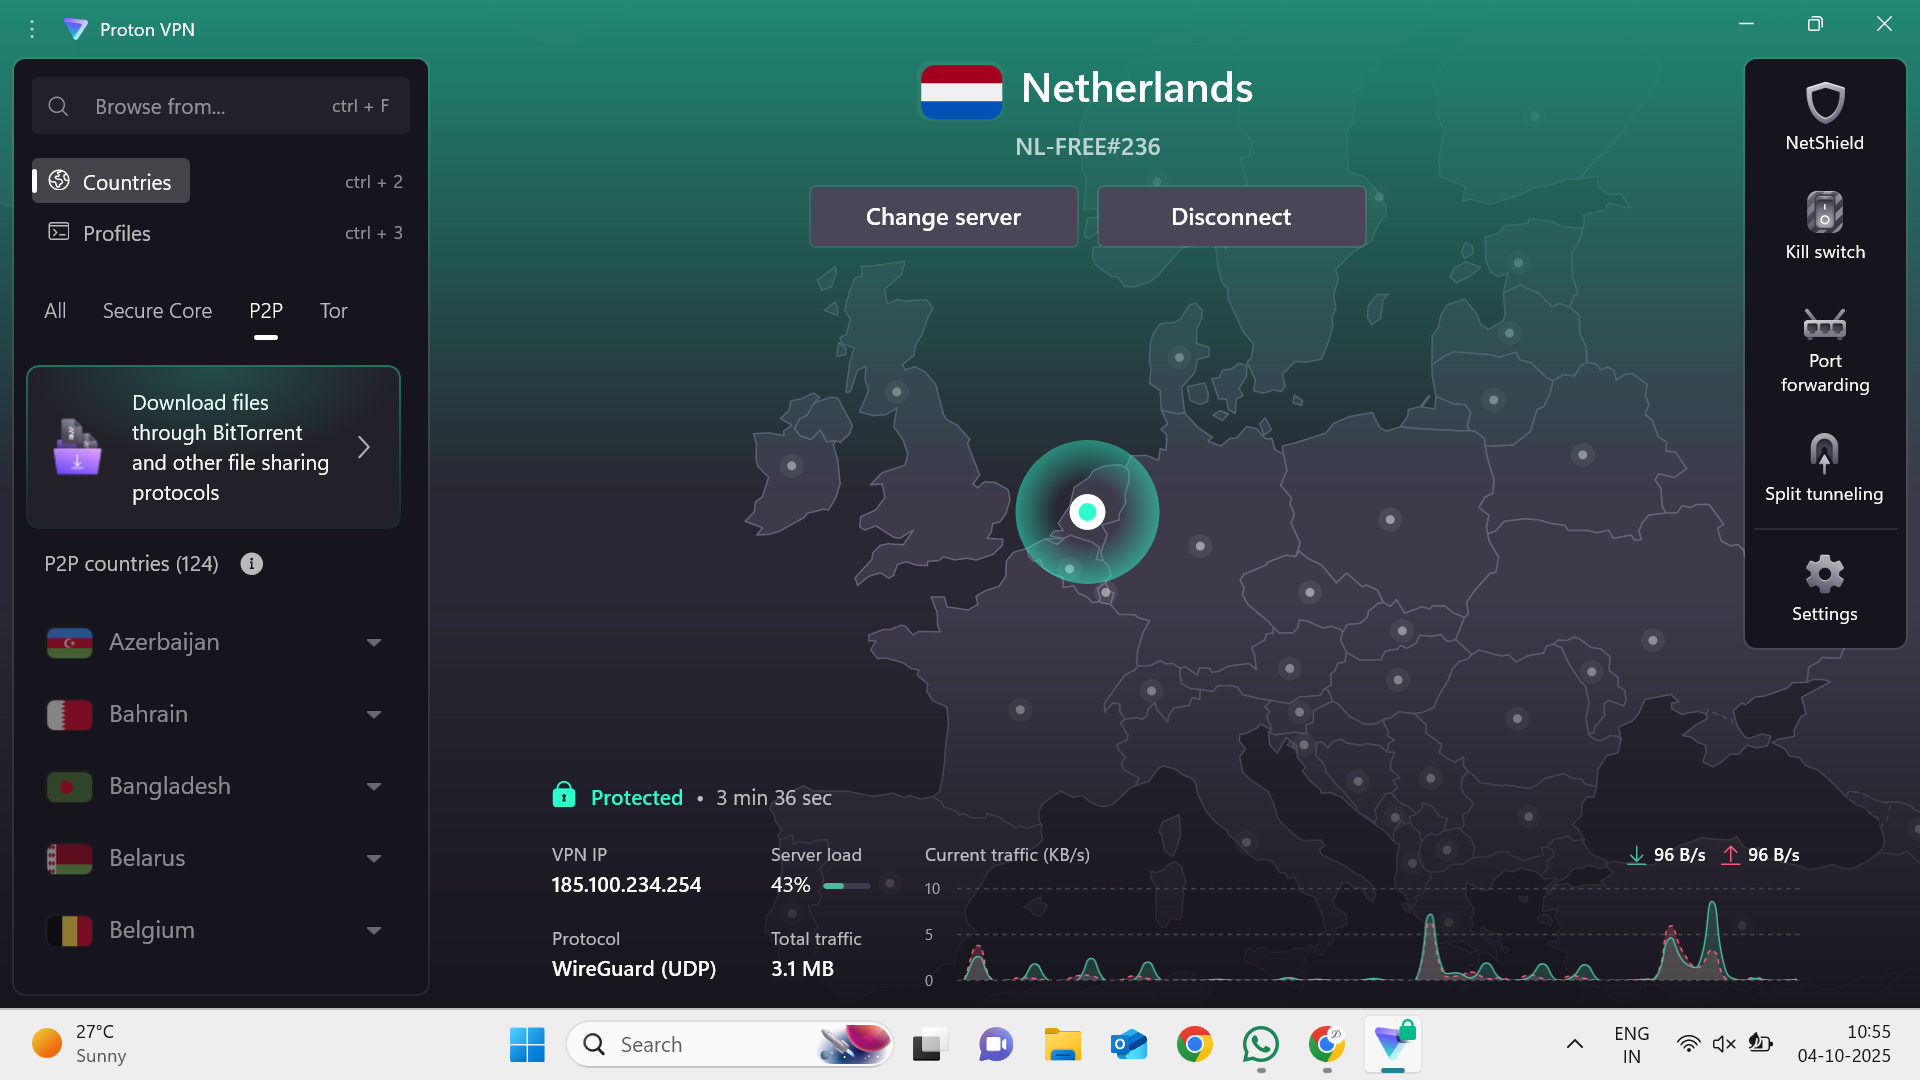 Proton VPN
Browse from...
ctrl + F
Countries
ctrl + 2
Profiles
ctrl + 3
All
Secure Core
P2P
Tor
Download files
through BitTorrent
and other file sharing
protocols
P2P countries (124)
Azerbaijan
Bahrain
Bangladesh
Belarus
Belgium
Netherlands
NL-FREE#236
Change server
Disconnect
Protected • 3 min 36 sec
VPN IP
185.100.234.254
Server load
43%
Protocol
WireGuard (UDP)
Total traffic
3.1 MB
Current traffic (KB/s)
96 B/s
96 B/s
10
5
0
NetShield
Kill switch
Port
forwarding
Split tunneling
Settings
27°C
Sunny
Search
ENG
IN
10:55
04-10-2025